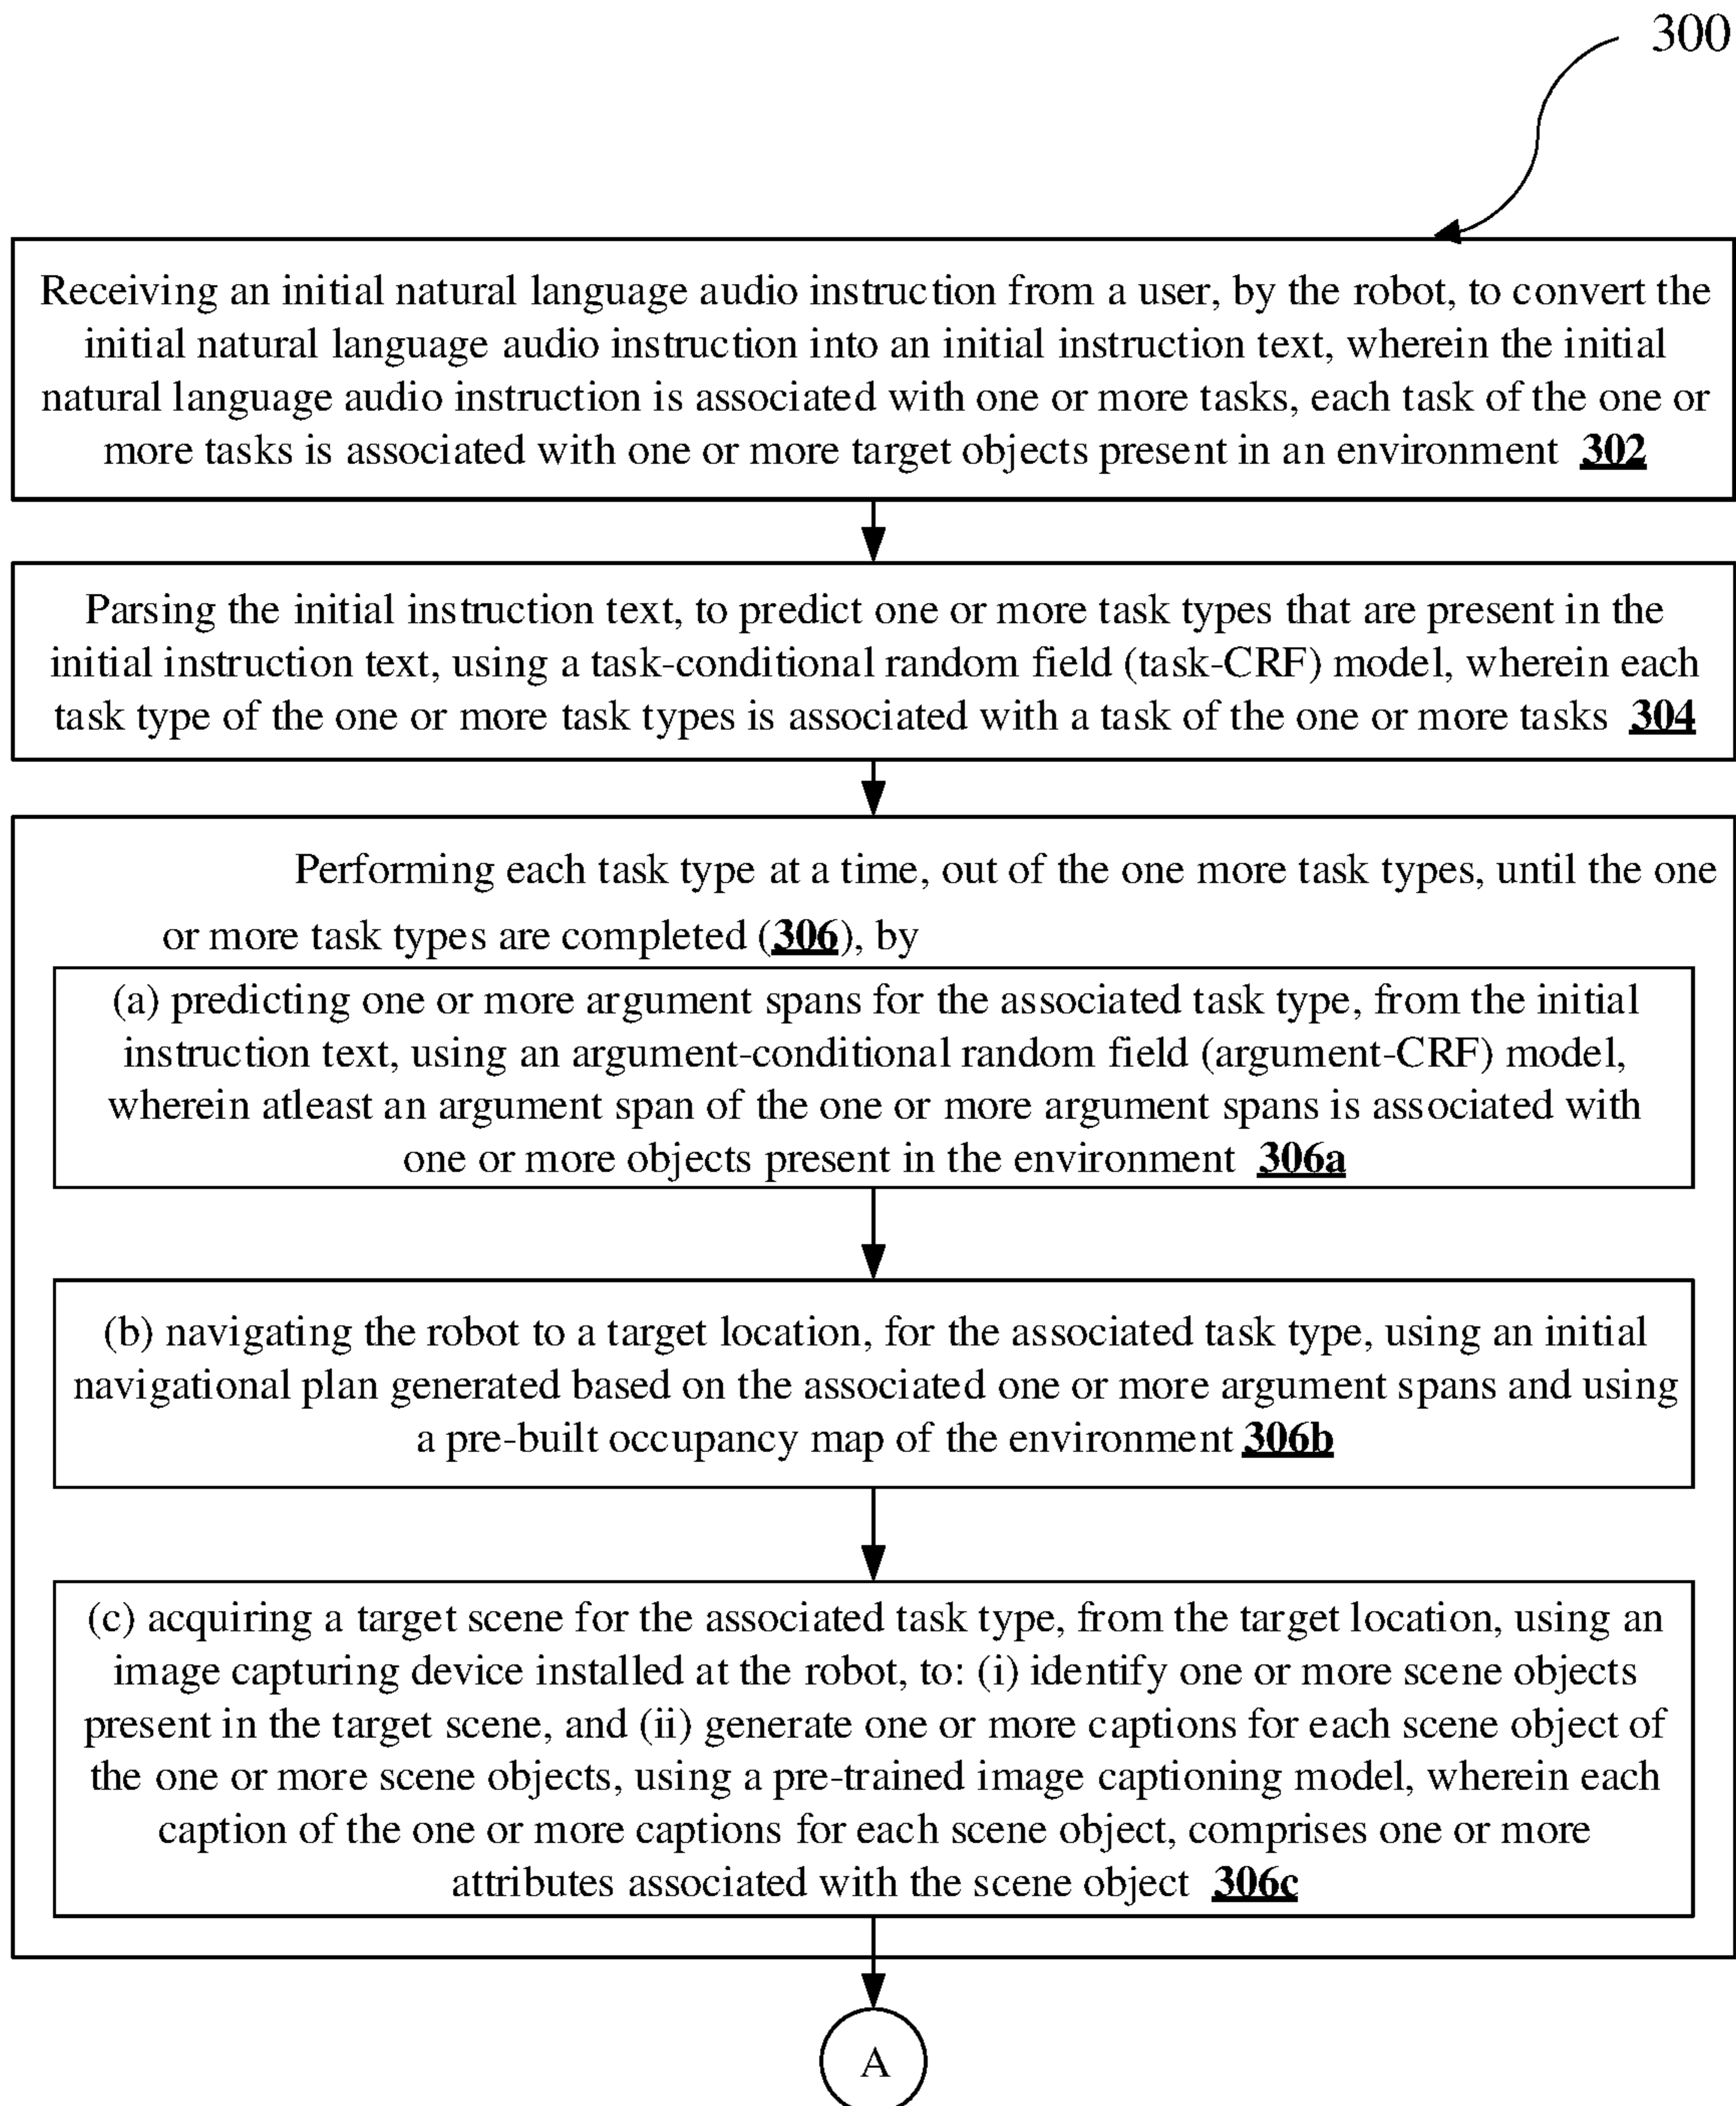 300
Receiving an initial natural language audio instruction from a user, by the robot, to convert the
initial natural language audio instruction into an initial instruction text, wherein the initial
natural language audio instruction is associated with one or more tasks, each task of the one or
more tasks is associated with one or more target objects present in an environment 302
Parsing the initial instruction text, to predict one or more task types that are present in the
initial instruction text, using a task-conditional random field (task-CRF) model, wherein each
task type of the one or more task types is associated with a task of the one or more tasks 304
Performing each task type at a time, out of the one more task types, until the one
or more task types are completed (306), by
(a) predicting one or more argument spans for the associated task type, from the initial
instruction text, using an argument-conditional random field (argument-CRF) model,
wherein atleast an argument span of the one or more argument spans is associated with
one or more objects present in the environment 306a
(b) navigating the robot to a target location, for the associated task type, using an initial
navigational plan generated based on the associated one or more argument spans and using
a pre-built occupancy map of the environment 306b
(c) acquiring a target scene for the associated task type, from the target location, using an
image capturing device installed at the robot, to: (i) identify one or more scene objects
present in the target scene, and (ii) generate one or more captions for each scene object of
the one or more scene objects, using a pre-trained image captioning model, wherein each
caption of the one or more captions for each scene object, comprises one or more
attributes associated with the scene object 306c
A